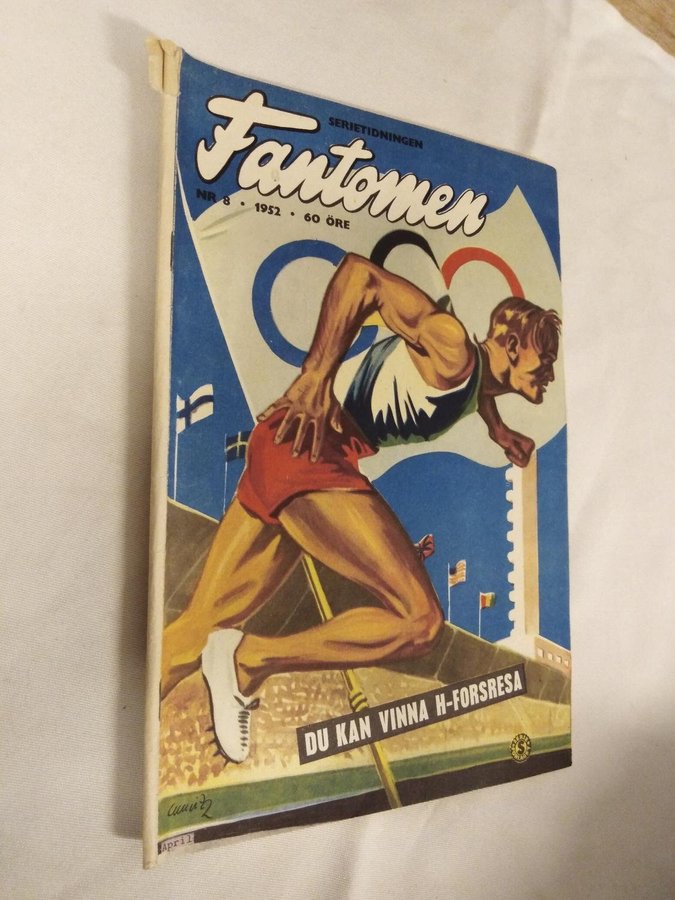 SERIETIDNINGEN
Fantomen
NR 8 • 1952 • 60 ÖRE
DU KAN VINNA H-FORSRESA
S
April